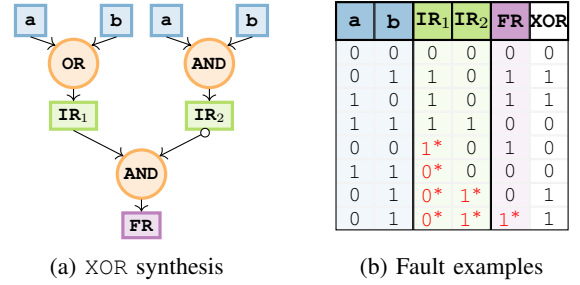 a b a b
OR AND
IR₁ IR₂
AND
FR
(a) XOR synthesis
a b IR₁ IR₂ FR XOR
0 0 0 0 0 0
0 1 1 0 1 1
1 0 1 0 1 1
1 1 1 1 0 0
0 0 1* 0 1 0
1 1 0* 0 0 0
0 1 0* 1* 0 1
0 1 0* 1* 1* 1
(b) Fault examples